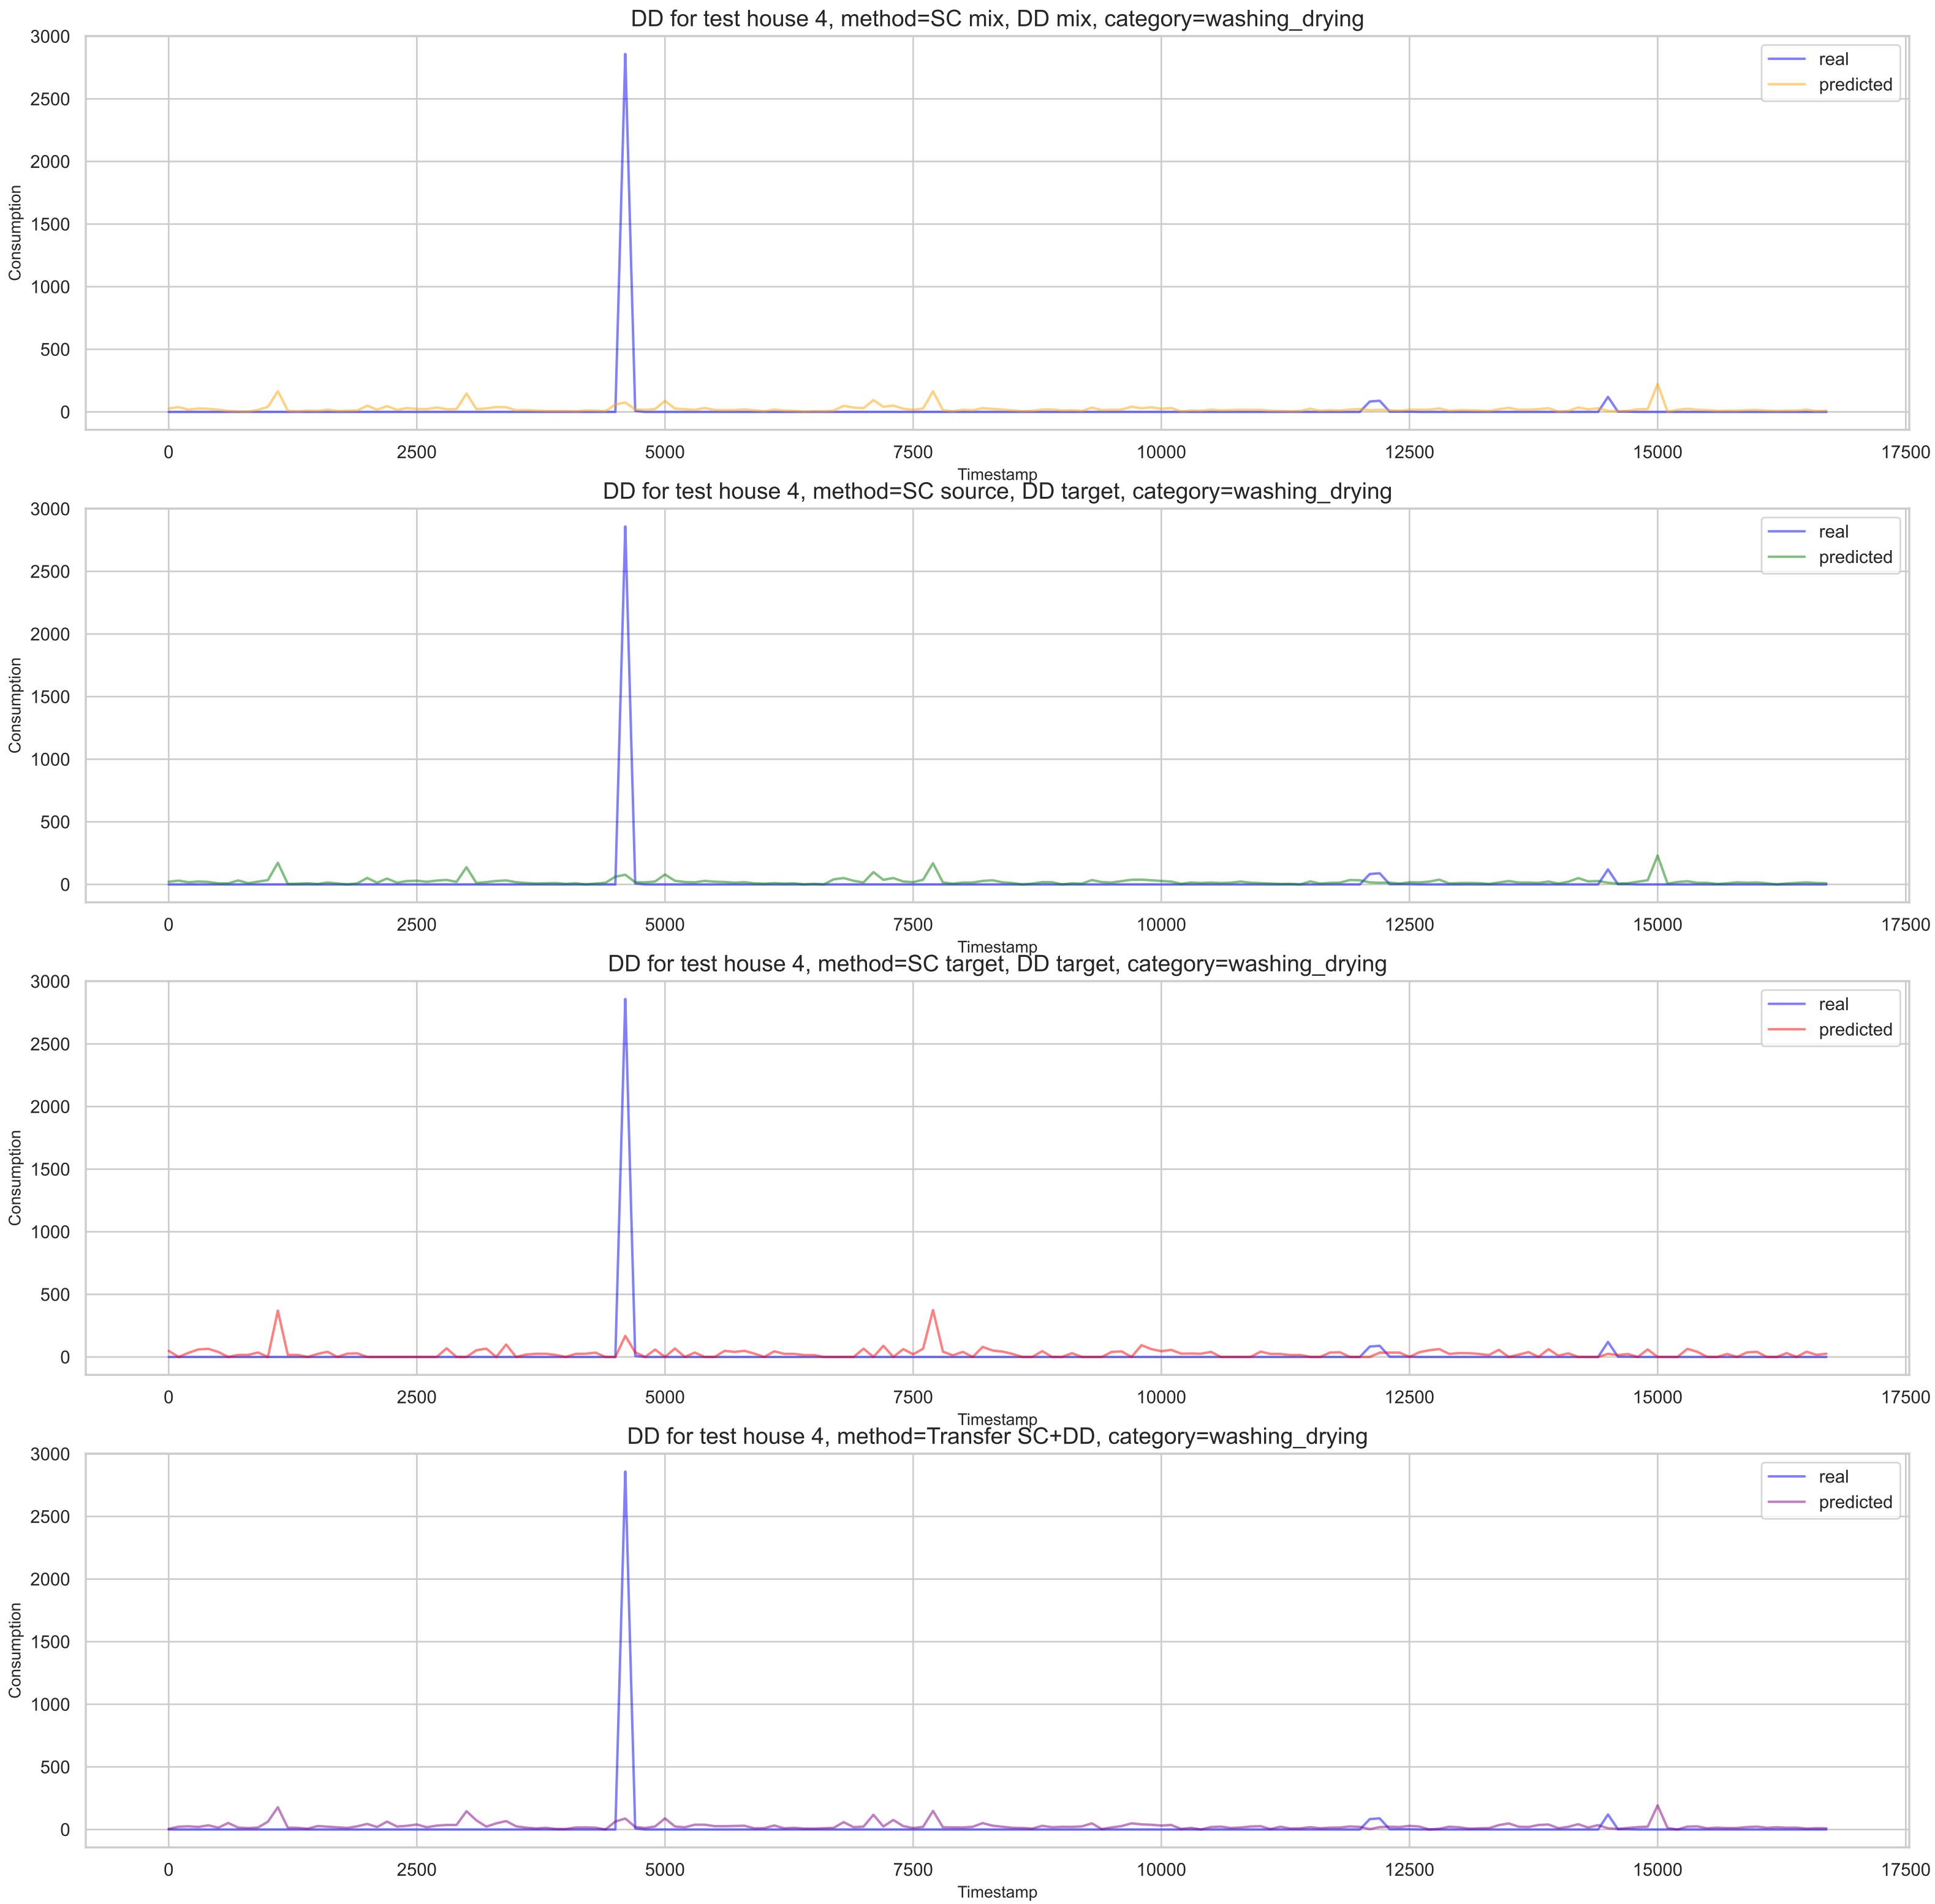 DD for test house 4, method=SC mix, DD mix, category=washing_drying
3000
2500
2000
1500
1000
500
0
Consumption
real
predicted
0 2500 5000 7500 10000 12500 15000 17500
Timestamp
DD for test house 4, method=SC source, DD target, category=washing_drying
3000
2500
2000
1500
1000
500
0
Consumption
real
predicted
0 2500 5000 7500 10000 12500 15000 17500
Timestamp
DD for test house 4, method=SC target, DD target, category=washing_drying
3000
2500
2000
1500
1000
500
0
Consumption
real
predicted
0 2500 5000 7500 10000 12500 15000 17500
Timestamp
DD for test house 4, method=Transfer SC+DD, category=washing_drying
3000
2500
2000
1500
1000
500
0
Consumption
real
predicted
0 2500 5000 7500 10000 12500 15000 17500
Timestamp